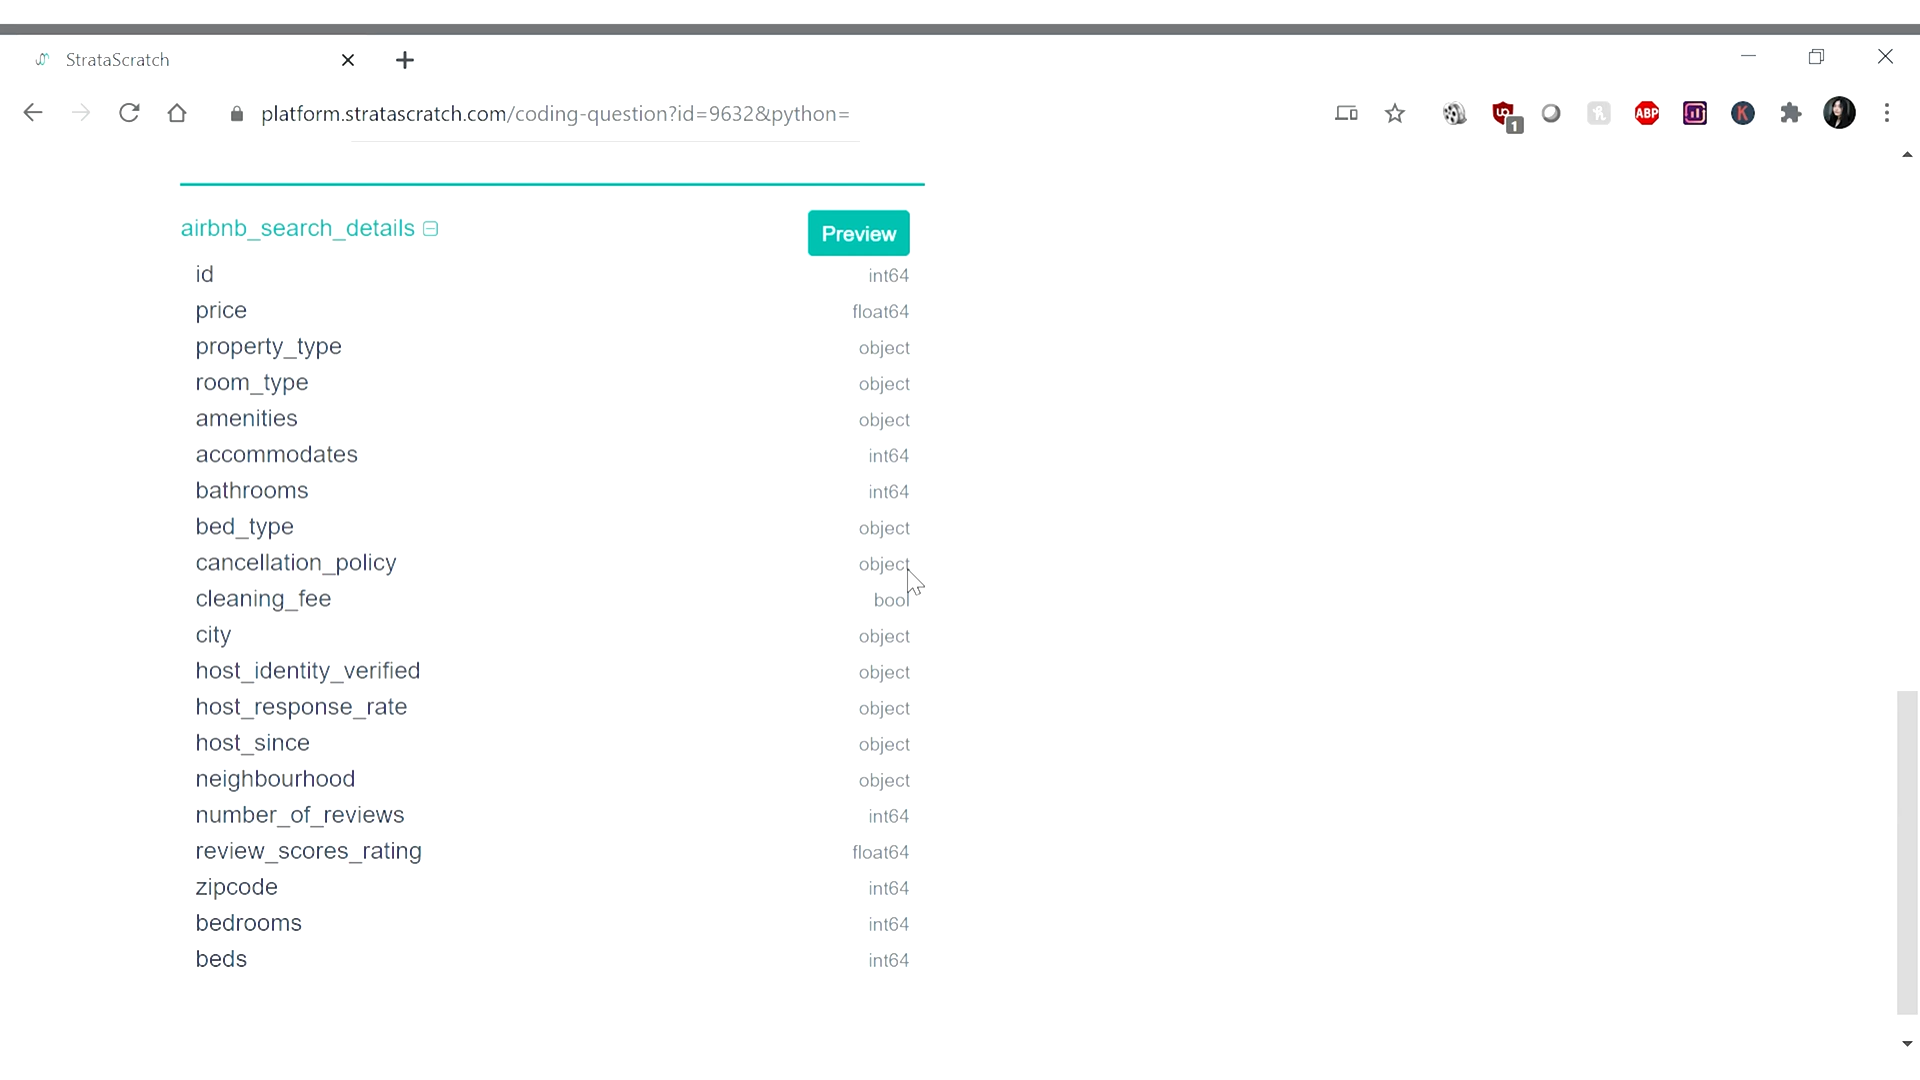 StrataScratch
platform.stratascratch.com/coding-question?id=9632&python=
1
ABP
K
airbnb_search_details
Preview
id int64
price float64
property_type object
room_type object
amenities object
accommodates int64
bathrooms int64
bed_type object
cancellation_policy object
cleaning_fee bool
city object
host_identity_verified object
host_response_rate object
host_since object
neighbourhood object
number_of_reviews int64
review_scores_rating float64
zipcode int64
bedrooms int64
beds int64